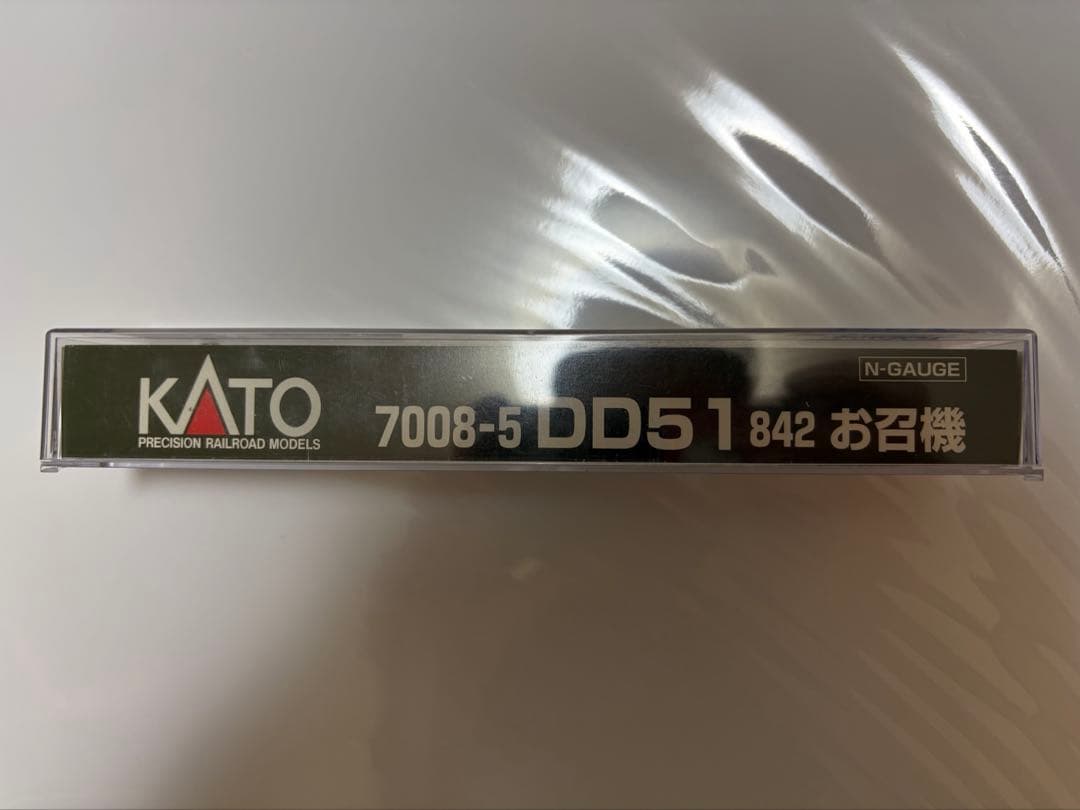 N-GAUGE
KATO
PRECISION RAILROAD MODELS
7008-5 DD51 842 お召機